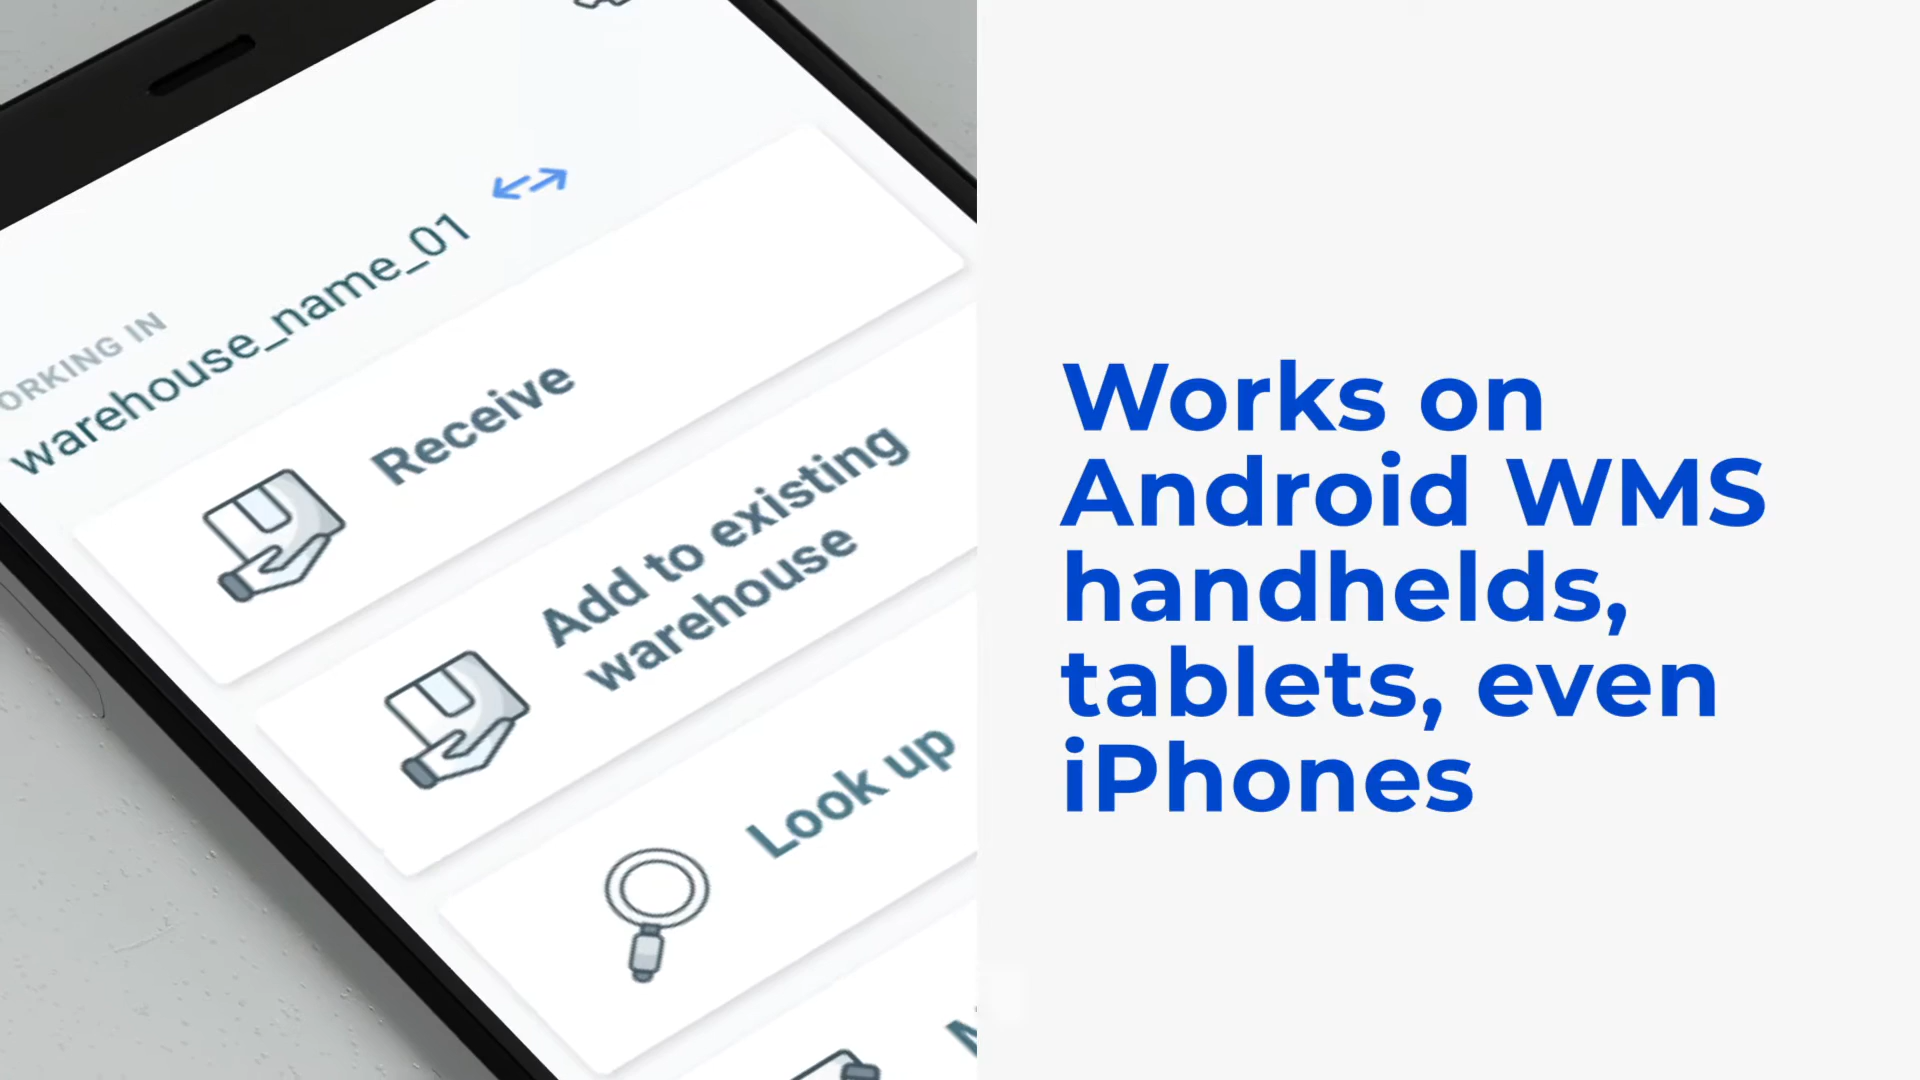 ORKING IN
warehouse_name_01
Receive
Add to existing
warehouse
Look up
Works on
Android WMS
handhelds,
tablets, even
iPhones